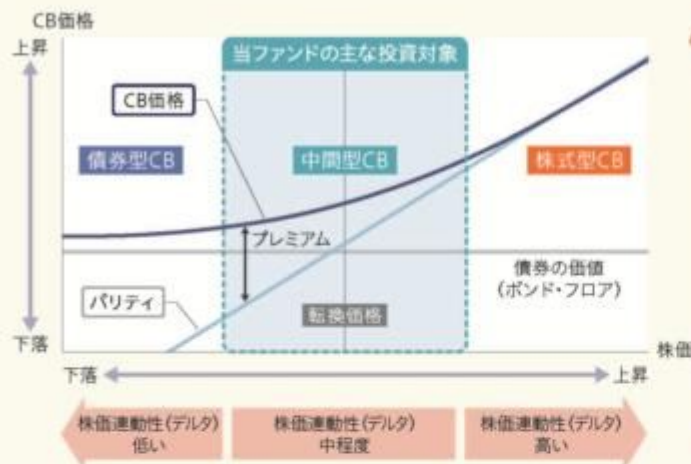 CB価格
上昇
当ファンドの主な投資対象
CB価格
債券型CB
中間型CB
株式型CB
プレミアム
債券の価値
(ボンド・フロア)
パリティ
転換価格
下落
株価
下落
上昇
株価連動性(デルタ)
低い
株価連動性(デルタ)
中程度
株価連動性(デルタ)
高い